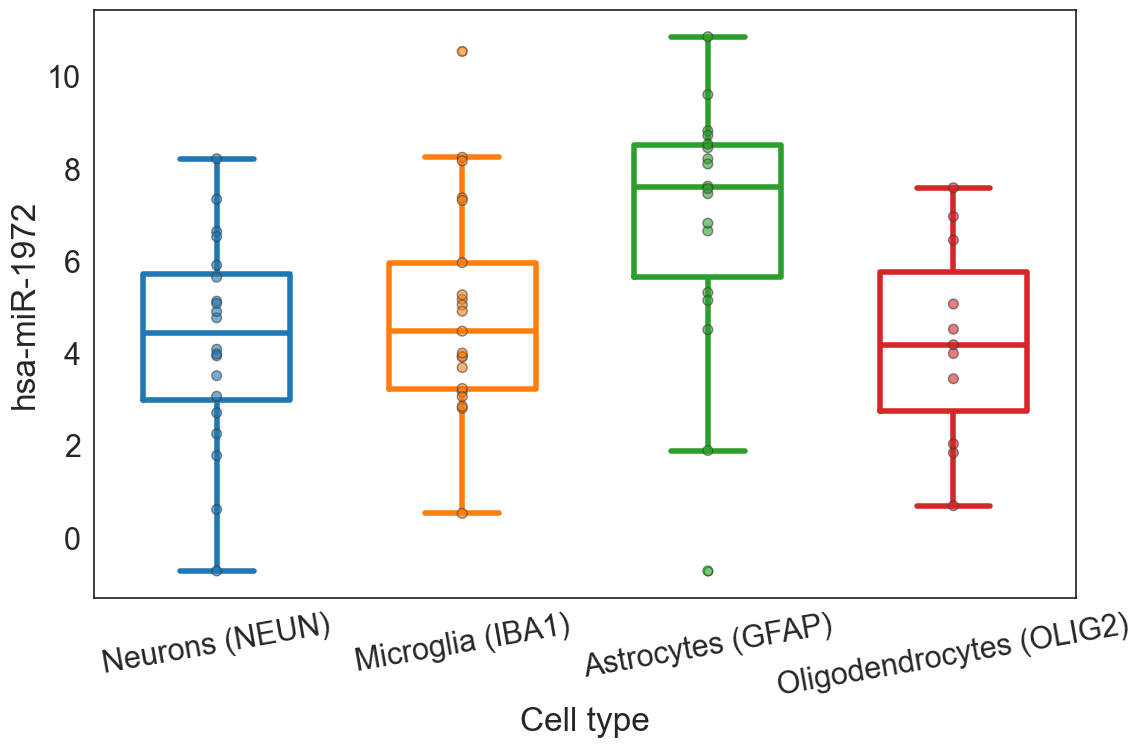 hsa-miR-1972
10
8
6
4
2
0
Neurons (NEUN)
Microglia (IBA1)
Astrocytes (GFAP)
Oligodendrocytes (OLIG2)
Cell type